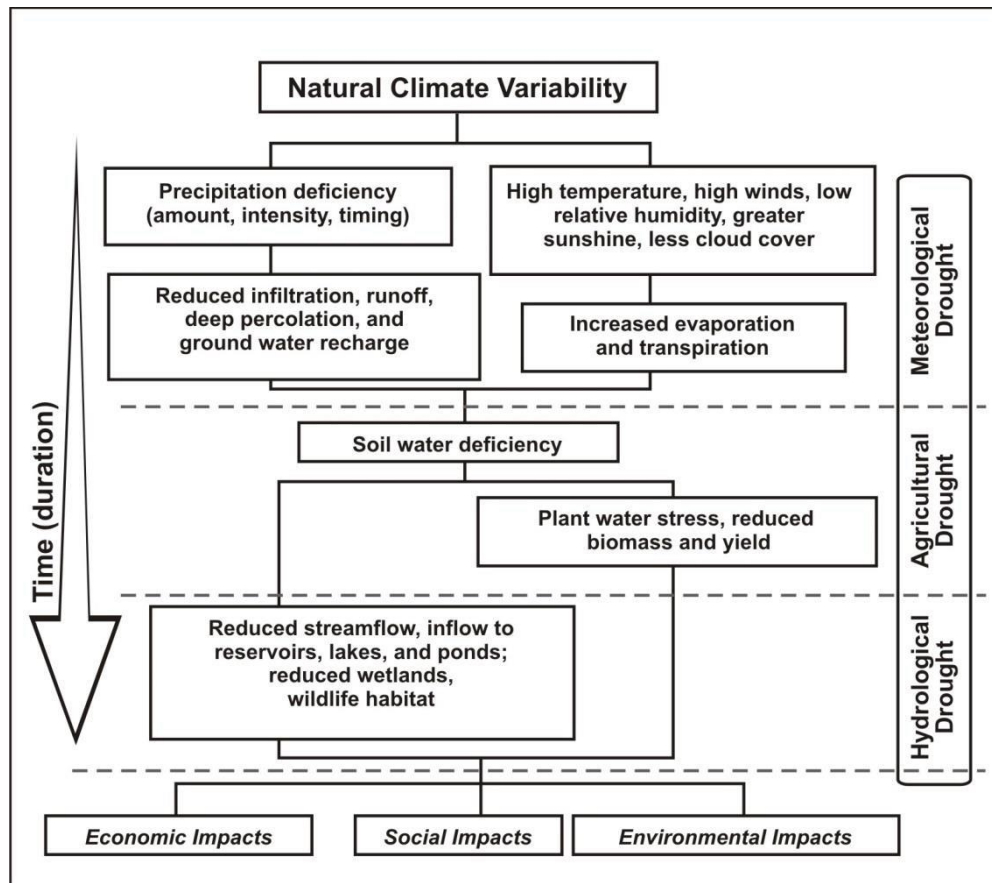 Natural Climate Variability
Precipitation deficiency
(amount, intensity, timing)
High temperature, high winds, low
relative humidity, greater
sunshine, less cloud cover
Reduced infiltration, runoff,
deep percolation, and
ground water recharge
Increased evaporation
and transpiration
Meteorological
Drought
Time (duration)
Soil water deficiency
Plant water stress, reduced
biomass and yield
Agricultural
Drought
Reduced streamflow, inflow to
reservoirs, lakes, and ponds;
reduced wetlands,
wildlife habitat
Hydrological
Drought
Economic Impacts
Social Impacts
Environmental Impacts